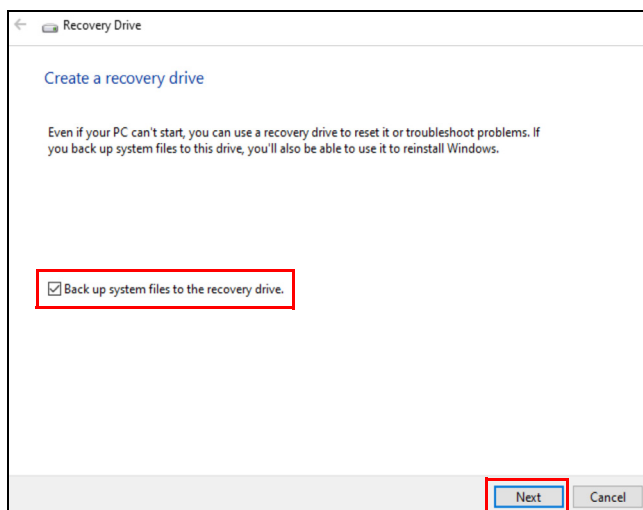 Recovery Drive
Create a recovery drive
Even if your PC can't start, you can use a recovery drive to reset it or troubleshoot problems. If
you back up system files to this drive, you'll also be able to use it to reinstall Windows.
Back up system files to the recovery drive.
Next Cancel